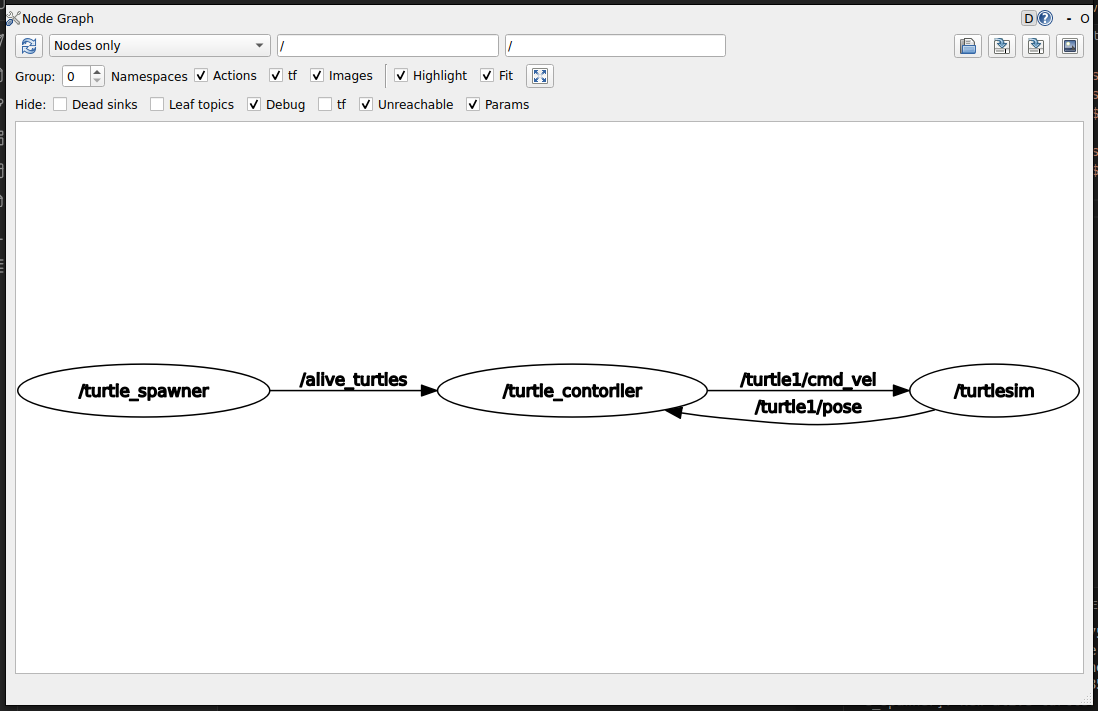 Node Graph D ? - O
Nodes only / /
Group: 0 Namespaces Actions tf Images Highlight Fit
Hide: Dead sinks Leaf topics Debug tf Unreachable Params
/turtle_spawner /alive_turtles /turtle_contorller /turtle1/cmd_vel /turtlesim
/turtle1/pose